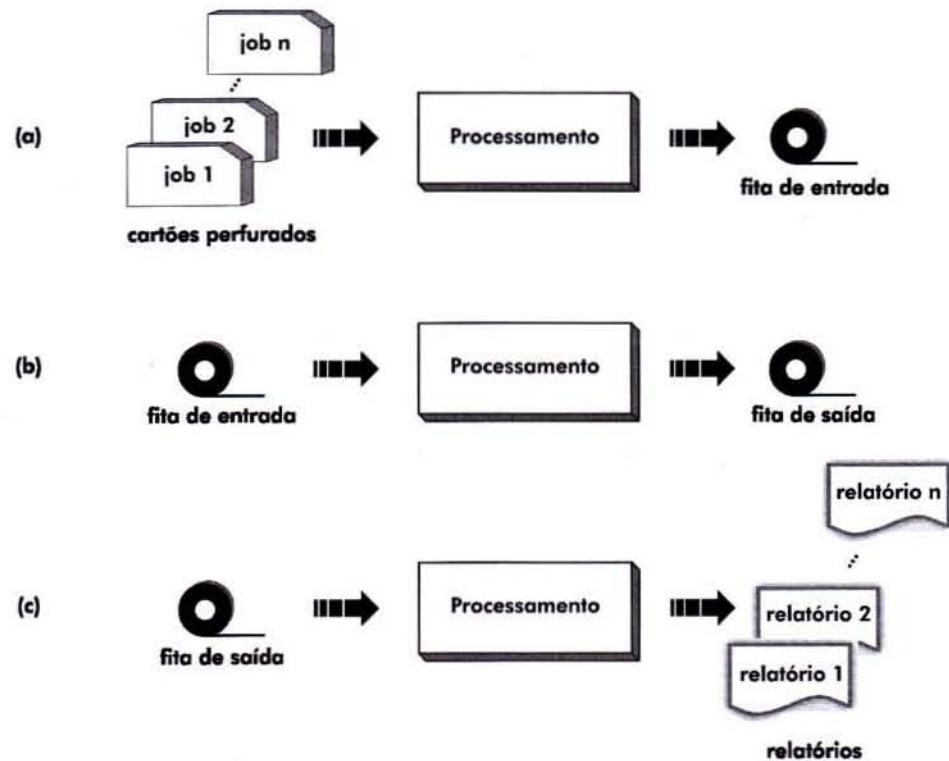 job n
job 2
job 1
(a)
Processamento
fita de entrada
cartões perfurados
(b)
Processamento
fita de entrada
fita de saída
relatório n
(c)
Processamento
relatório 2
fita de saída
relatório 1
relatórios